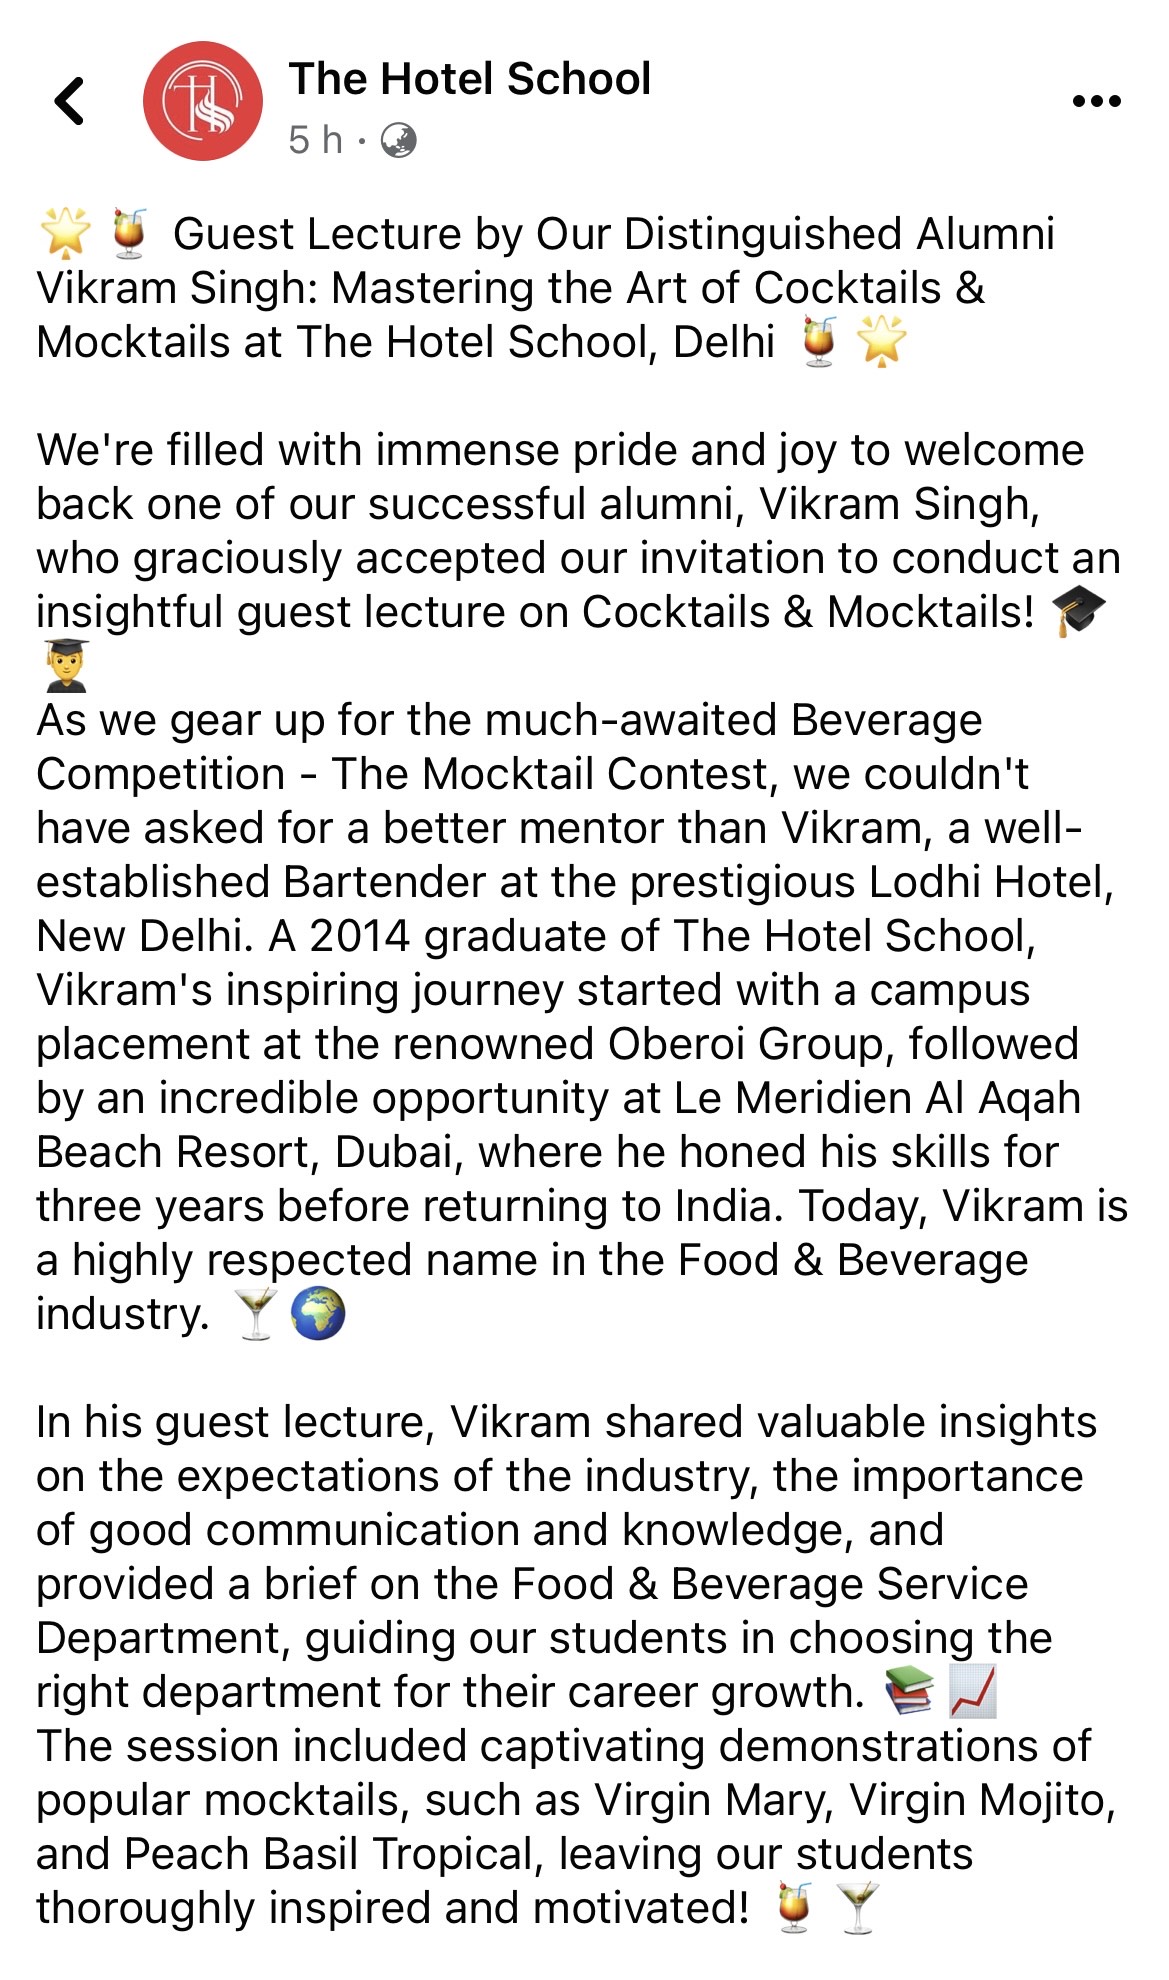 The Hotel School
5 h ·
🌟🍹 Guest Lecture by Our Distinguished Alumni
Vikram Singh: Mastering the Art of Cocktails &
Mocktails at The Hotel School, Delhi 🍹🌟
We're filled with immense pride and joy to welcome
back one of our successful alumni, Vikram Singh,
who graciously accepted our invitation to conduct an
insightful guest lecture on Cocktails & Mocktails! 🎓
👨‍🎓
As we gear up for the much-awaited Beverage
Competition - The Mocktail Contest, we couldn't
have asked for a better mentor than Vikram, a well-
established Bartender at the prestigious Lodhi Hotel,
New Delhi. A 2014 graduate of The Hotel School,
Vikram's inspiring journey started with a campus
placement at the renowned Oberoi Group, followed
by an incredible opportunity at Le Meridien Al Aqah
Beach Resort, Dubai, where he honed his skills for
three years before returning to India. Today, Vikram is
a highly respected name in the Food & Beverage
industry. 🍸🌍
In his guest lecture, Vikram shared valuable insights
on the expectations of the industry, the importance
of good communication and knowledge, and
provided a brief on the Food & Beverage Service
Department, guiding our students in choosing the
right department for their career growth. 📚📈
The session included captivating demonstrations of
popular mocktails, such as Virgin Mary, Virgin Mojito,
and Peach Basil Tropical, leaving our students
thoroughly inspired and motivated! 🍹🍸